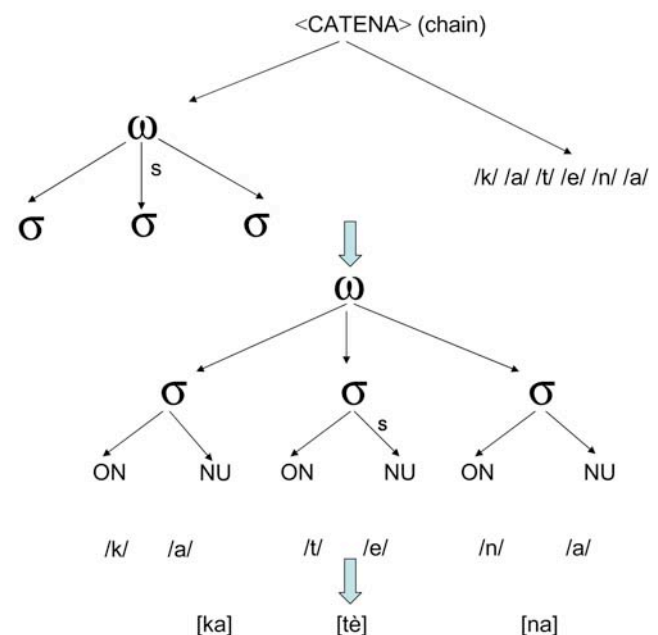 <CATENA> (chain)
ω
s
/k/ /a/ /t/ /e/ /n/ /a/
σ σ σ
ω
σ σ σ
s
ON NU ON NU ON NU
/k/ /a/ /t/ /e/ /n/ /a/
[ka] [tè] [na]